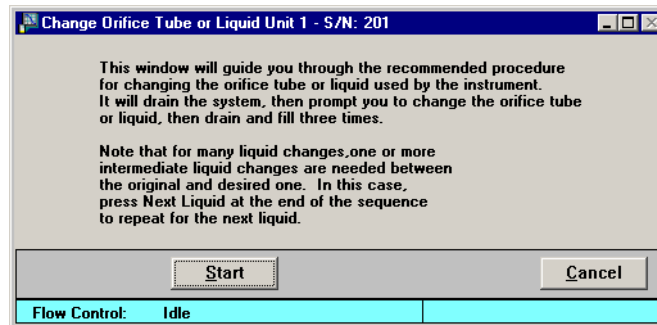 Change Orifice Tube or Liquid Unit 1 - S/N: 201
This window will guide you through the recommended procedure
for changing the orifice tube or liquid used by the instrument.
It will drain the system, then prompt you to change the orifice tube
or liquid, then drain and fill three times.
Note that for many liquid changes,one or more
intermediate liquid changes are needed between
the original and desired one. In this case,
press Next Liquid at the end of the sequence
to repeat for the next liquid.
Start Cancel
Flow Control: Idle